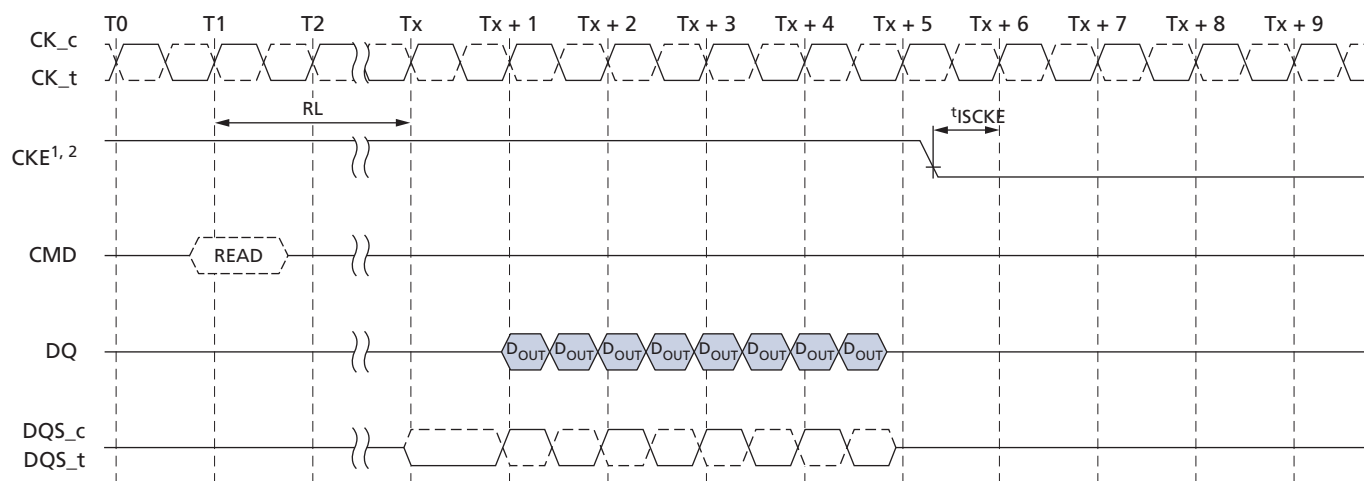 T0 T1 T2 Tx Tx + 1 Tx + 2 Tx + 3 Tx + 4 Tx + 5 Tx + 6 Tx + 7 Tx + 8 Tx + 9
CK_c
CK_t
RL
tISCKE
CKE1, 2
CMD READ
DQ DOUT DOUT DOUT DOUT DOUT DOUT DOUT DOUT
DQS_c
DQS_t